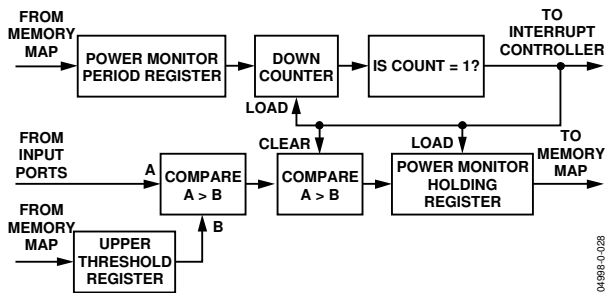 FROM
MEMORY
MAP
POWER MONITOR
PERIOD REGISTER
DOWN
COUNTER
IS COUNT = 1?
TO
INTERRUPT
CONTROLLER
LOAD
FROM
INPUT
PORTS
A
COMPARE
A > B
CLEAR
COMPARE
A > B
LOAD
POWER MONITOR
HOLDING
REGISTER
TO
MEMORY
MAP
FROM
MEMORY
MAP
UPPER
THRESHOLD
REGISTER
B
04998-0-028